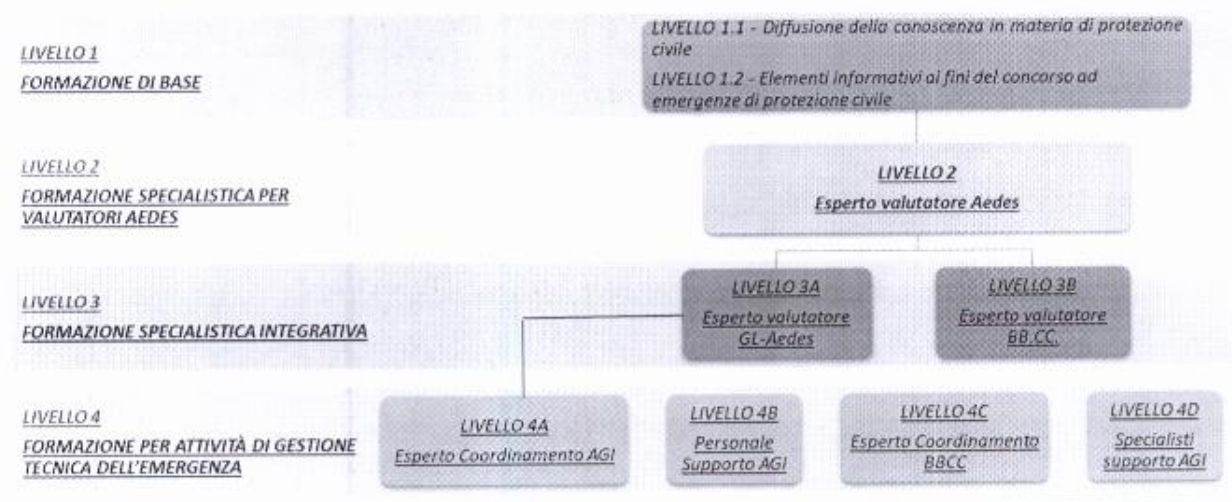 LIVELLO 1
FORMAZIONE DI BASE
LIVELLO 1.1 - Diffusione della conoscenza in materia di protezione
civile
LIVELLO 1.2 - Elementi informativi ai fini del concorso ad
emergenze di protezione civile
LIVELLO 2
FORMAZIONE SPECIALISTICA PER
VALUTATORI AEDES
LIVELLO 2
Esperto valutatore Aedes
LIVELLO 3
FORMAZIONE SPECIALISTICA INTEGRATIVA
LIVELLO 3A
Esperto valutatore
GL-Aedes
LIVELLO 3B
Esperto valutatore
BB.CC.
LIVELLO 4
FORMAZIONE PER ATTIVITÀ DI GESTIONE
TECNICA DELL'EMERGENZA
LIVELLO 4A
Esperto Coordinamento AGI
LIVELLO 4B
Personale
Supporto AGI
LIVELLO 4C
Esperto Coordinamento
BBCC
LIVELLO 4D
Specialisti
supporto AGI